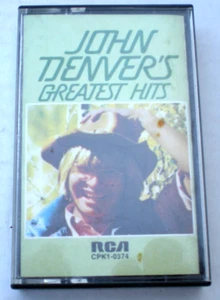 JOHN
DENVER'S
GREATEST HITS
RCA
CPK1-0374